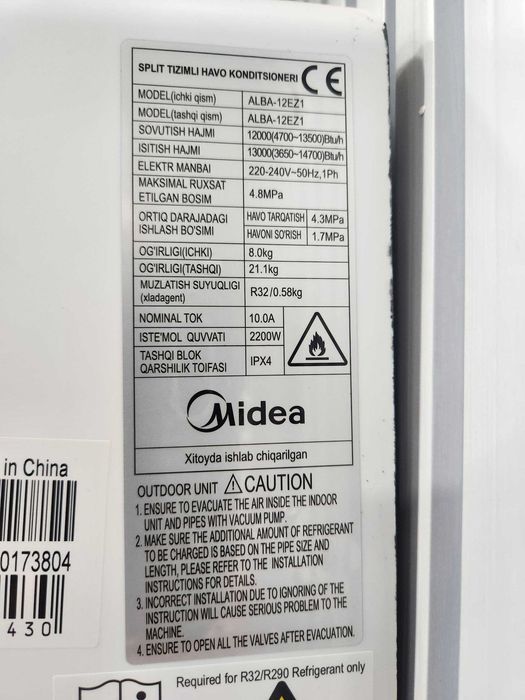 SPLIT TIZIMLI HAVO KONDITSIONERI CE
MODEL(ichki qism) ALBA-12EZ1
MODEL(tashqi qism) ALBA-12EZ1
SOVUTISH HAJMI 12000(4700~13500)Btu/h
ISITISH HAJMI 13000(3650~14700)Btu/h
ELEKTR MANBAI 220-240V~50Hz,1Ph
MAKSIMAL RUXSAT
ETILGAN BOSIM 4.8MPa
ORTIQ DARAJADAGI
ISHLASH BO'SIMI
HAVO TARQATISH 4.3MPa
HAVONI SO'RISH 1.7MPa
OG'IRLIGI(ICHKI) 8.0kg
OG'IRLIGI(TASHQI) 21.1kg
MUZLATISH SUYUQLIGI
(xladagent) R32/0.58kg
NOMINAL TOK 10.0A
ISTE'MOL QUVVATI 2200W
TASHQI BLOK
QARSHILIK TOIFASI IPX4
Midea
Xitoyda ishlab chiqarilgan
OUTDOOR UNIT CAUTION
1. ENSURE TO EVACUATE THE AIR INSIDE THE INDOOR
UNIT AND PIPES WITH VACUUM PUMP.
2. MAKE SURE THE ADDITIONAL AMOUNT OF REFRIGERANT
TO BE CHARGED IS BASED ON THE PIPE SIZE AND
LENGTH, PLEASE REFER TO THE INSTALLATION
INSTRUCTIONS FOR DETAILS.
3. INCORRECT INSTALLATION DUE TO IGNORING OF THE
INSTRUCTION WILL CAUSE SERIOUS PROBLEM TO THE
MACHINE.
4. ENSURE TO OPEN ALL THE VALVES AFTER EVACUATION.
in China
0173804
430
Required for R32/R290 Refrigerant only